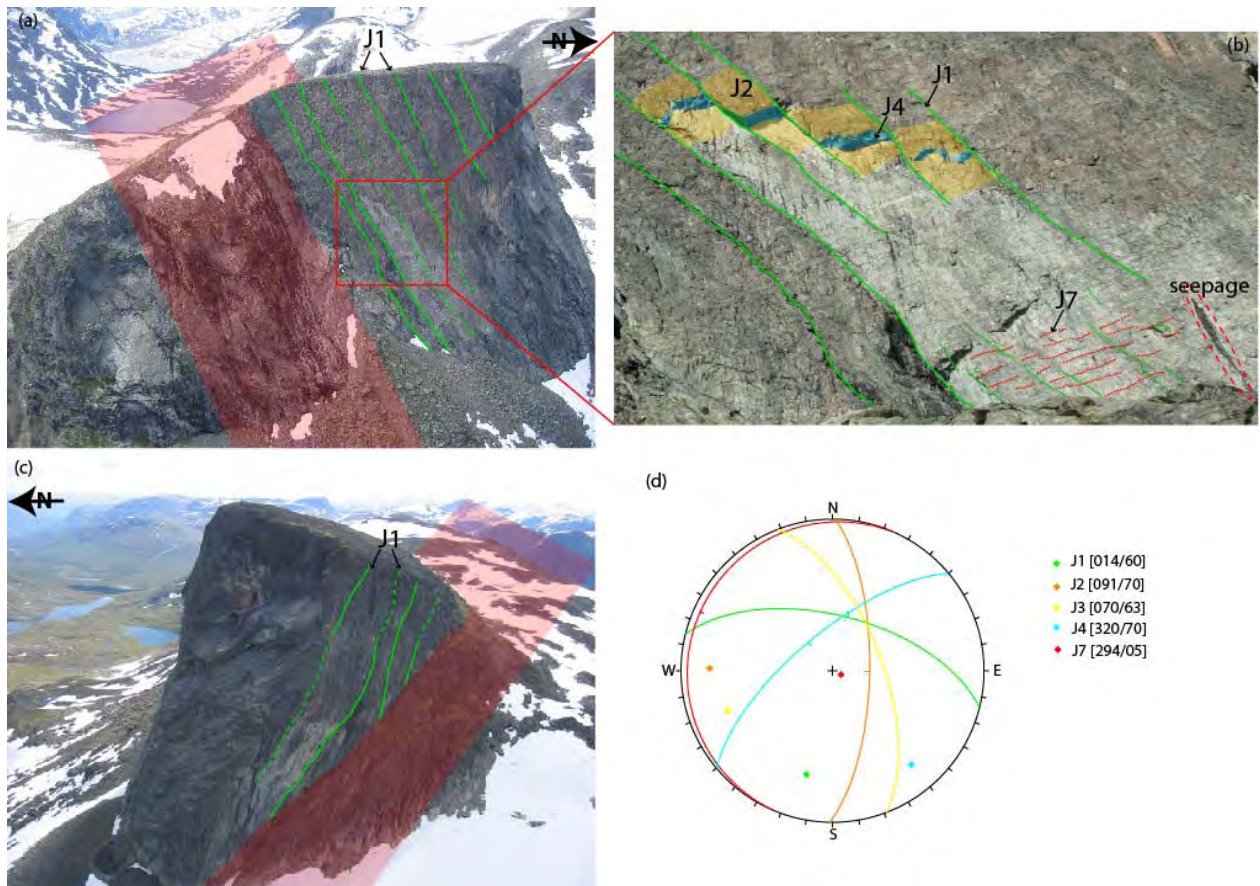 (a)
J1
N
(b)
J2
J1
J4
seepage
J7
(c)
N
J1
(d)
N
W
E
S
J1 [014/60]
J2 [091/70]
J3 [070/63]
J4 [320/70]
J7 [294/05]